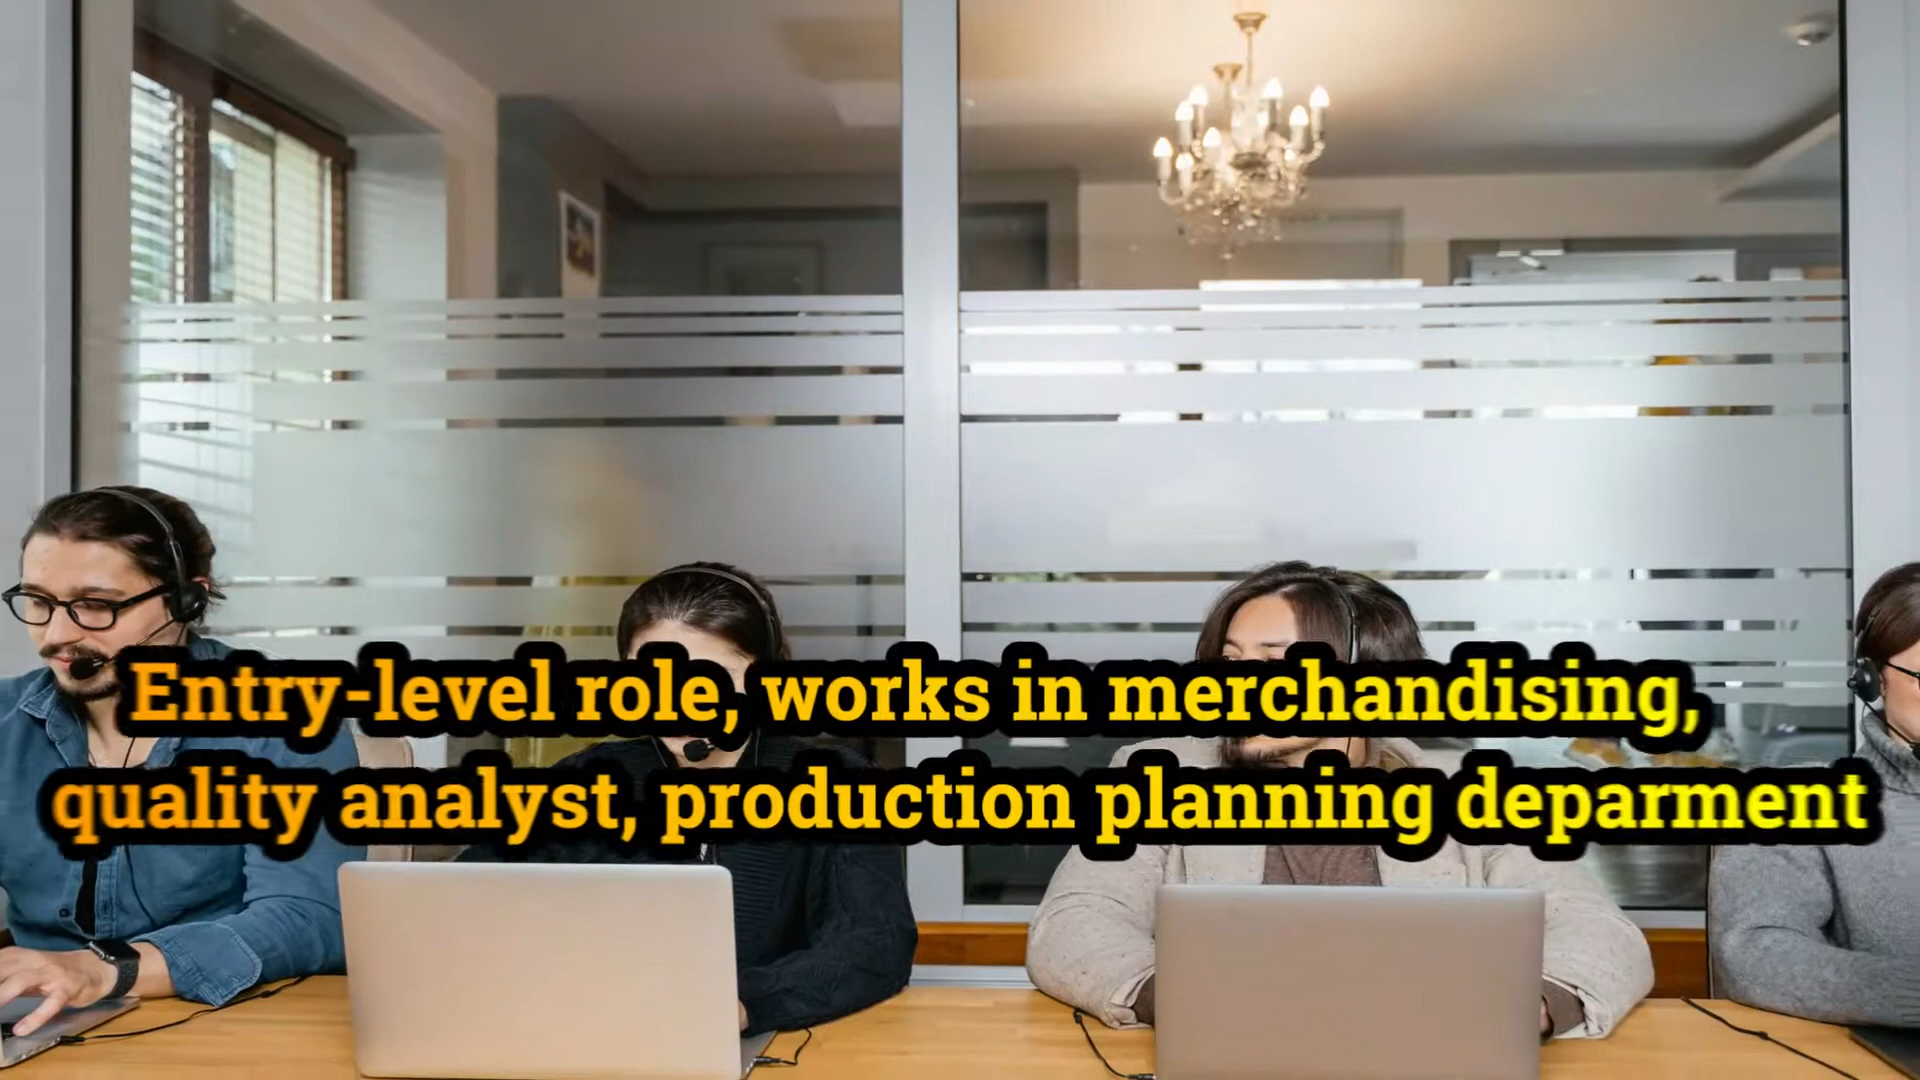 Entry-level role, works in merchandising,
quality analyst, production planning deparment